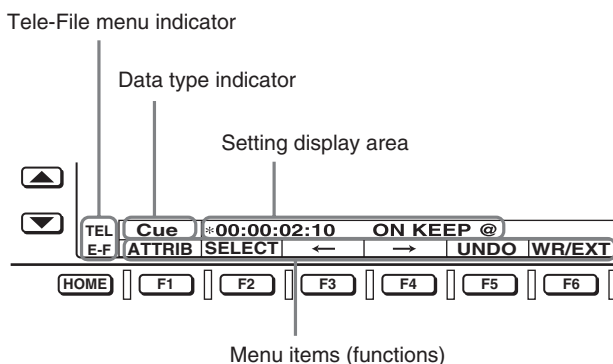 Tele-File menu indicator
Data type indicator
Setting display area
TEL Cue *00:00:02:10 ON KEEP @
E-F ATTRIB SELECT ← → UNDO WR/EXT
HOME F1 F2 F3 F4 F5 F6
Menu items (functions)